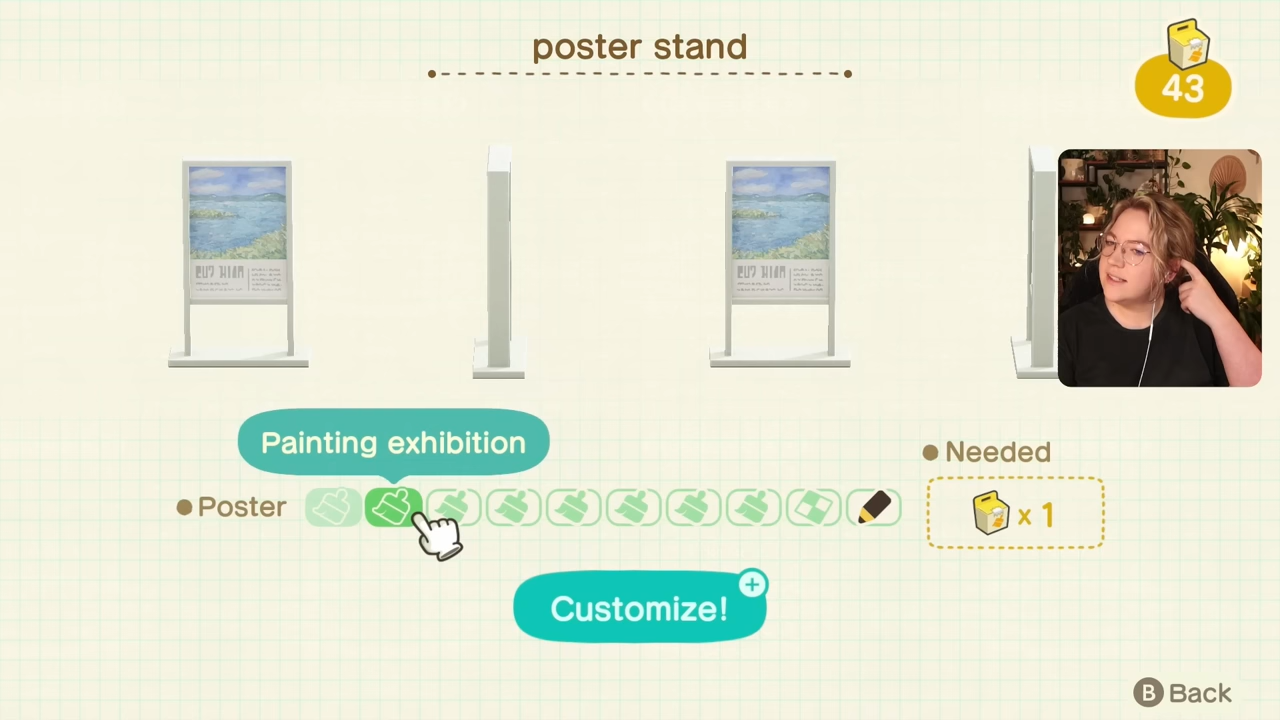 poster stand
43
Painting exhibition
Poster
Needed
x 1
Customize!
B Back